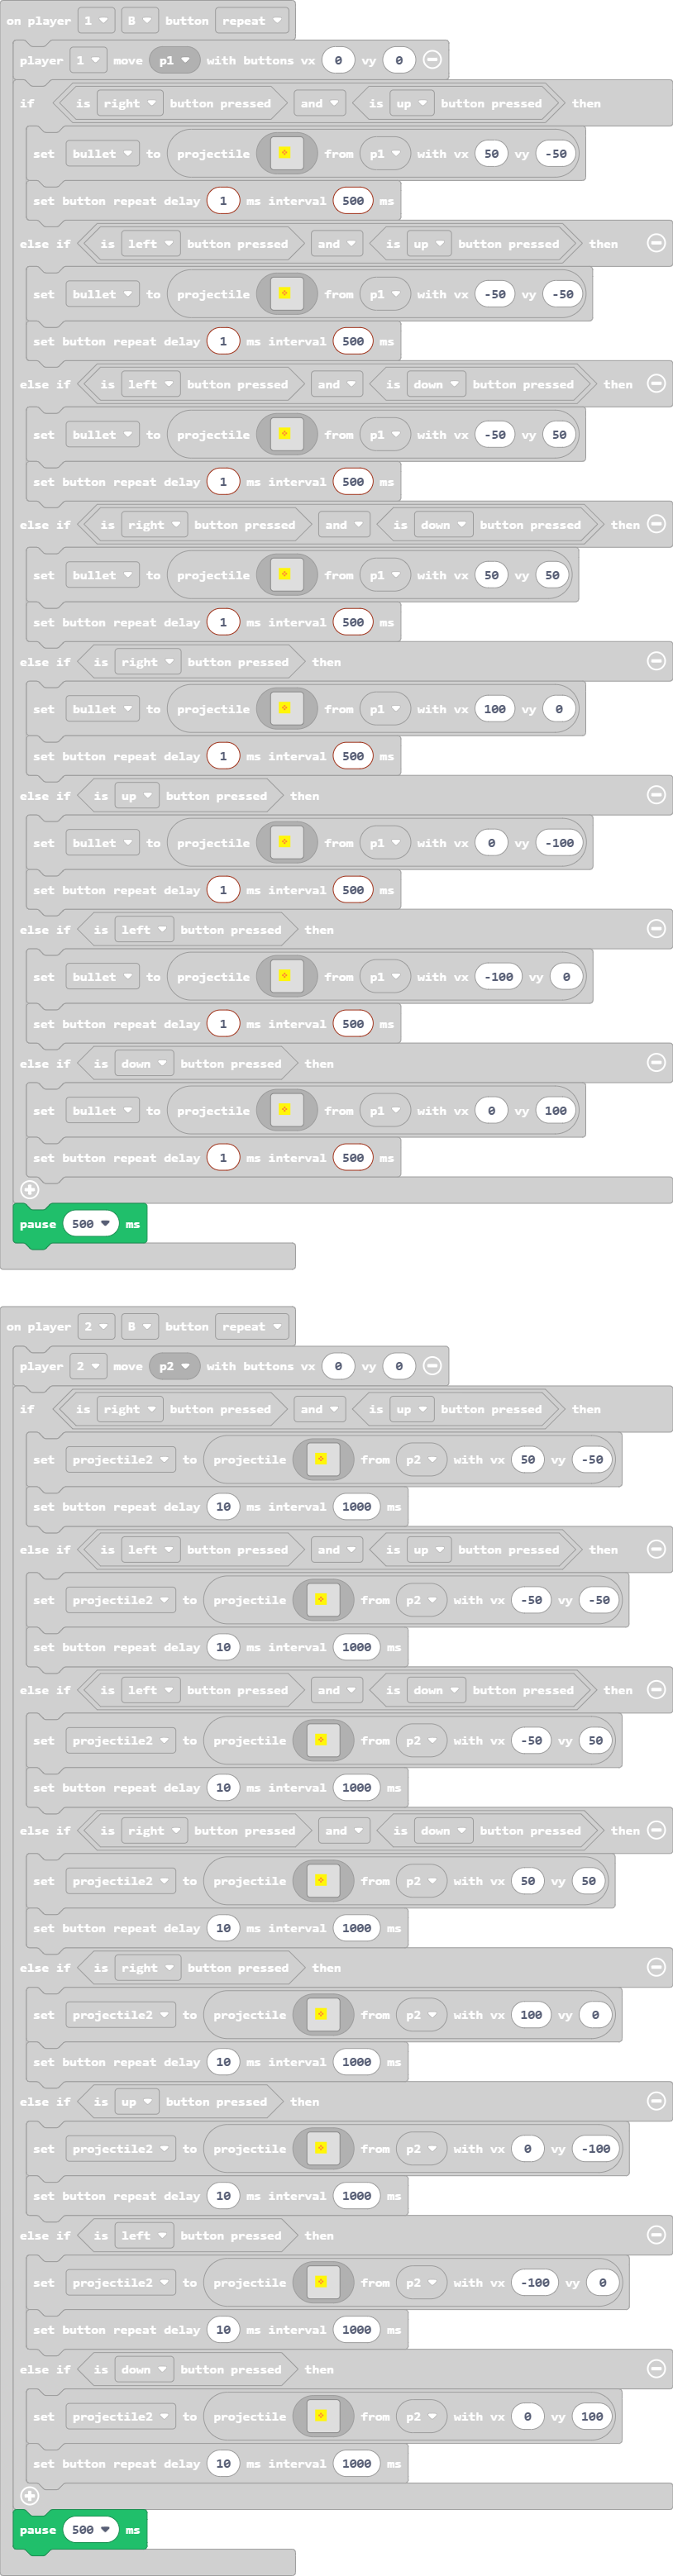 on player 1 B button repeat
player 1 move p1 with buttons vx 0 vy 0
if is right button pressed and is up button pressed then
set bullet to projectile from p1 with vx 50 vy -50
set button repeat delay 1 ms interval 500 ms
else if is left button pressed and is up button pressed then
set bullet to projectile from p1 with vx -50 vy -50
set button repeat delay 1 ms interval 500 ms
else if is left button pressed and is down button pressed then
set bullet to projectile from p1 with vx -50 vy 50
set button repeat delay 1 ms interval 500 ms
else if is right button pressed and is down button pressed then
set bullet to projectile from p1 with vx 50 vy 50
set button repeat delay 1 ms interval 500 ms
else if is right button pressed then
set bullet to projectile from p1 with vx 100 vy 0
set button repeat delay 1 ms interval 500 ms
else if is up button pressed then
set bullet to projectile from p1 with vx 0 vy -100
set button repeat delay 1 ms interval 500 ms
else if is left button pressed then
set bullet to projectile from p1 with vx -100 vy 0
set button repeat delay 1 ms interval 500 ms
else if is down button pressed then
set bullet to projectile from p1 with vx 0 vy 100
set button repeat delay 1 ms interval 500 ms
pause 500 ms
on player 2 B button repeat
player 2 move p2 with buttons vx 0 vy 0
if is right button pressed and is up button pressed then
set projectile2 to projectile from p2 with vx 50 vy -50
set button repeat delay 10 ms interval 1000 ms
else if is left button pressed and is up button pressed then
set projectile2 to projectile from p2 with vx -50 vy -50
set button repeat delay 10 ms interval 1000 ms
else if is left button pressed and is down button pressed then
set projectile2 to projectile from p2 with vx -50 vy 50
set button repeat delay 10 ms interval 1000 ms
else if is right button pressed and is down button pressed then
set projectile2 to projectile from p2 with vx 50 vy 50
set button repeat delay 10 ms interval 1000 ms
else if is right button pressed then
set projectile2 to projectile from p2 with vx 100 vy 0
set button repeat delay 10 ms interval 1000 ms
else if is up button pressed then
set projectile2 to projectile from p2 with vx 0 vy -100
set button repeat delay 10 ms interval 1000 ms
else if is left button pressed then
set projectile2 to projectile from p2 with vx -100 vy 0
set button repeat delay 10 ms interval 1000 ms
else if is down button pressed then
set projectile2 to projectile from p2 with vx 0 vy 100
set button repeat delay 10 ms interval 1000 ms
pause 500 ms